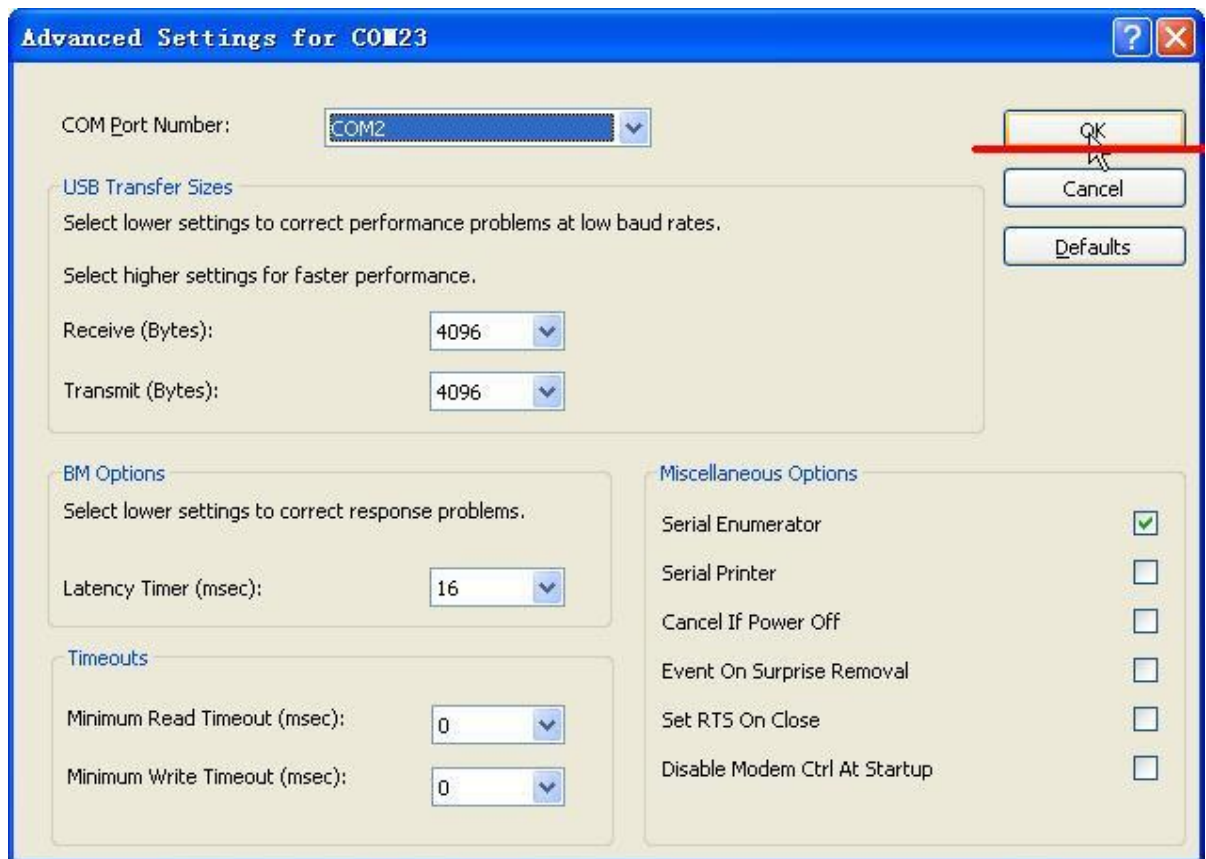 Advanced Settings for COM23
COM Port Number: COM2
OK
USB Transfer Sizes
Cancel
Select lower settings to correct performance problems at low baud rates.
Defaults
Select higher settings for faster performance.
Receive (Bytes): 4096
Transmit (Bytes): 4096
BM Options
Select lower settings to correct response problems.
Latency Timer (msec): 16
Timeouts
Minimum Read Timeout (msec): 0
Minimum Write Timeout (msec): 0
Miscellaneous Options
Serial Enumerator
Serial Printer
Cancel If Power Off
Event On Surprise Removal
Set RTS On Close
Disable Modem Ctrl At Startup